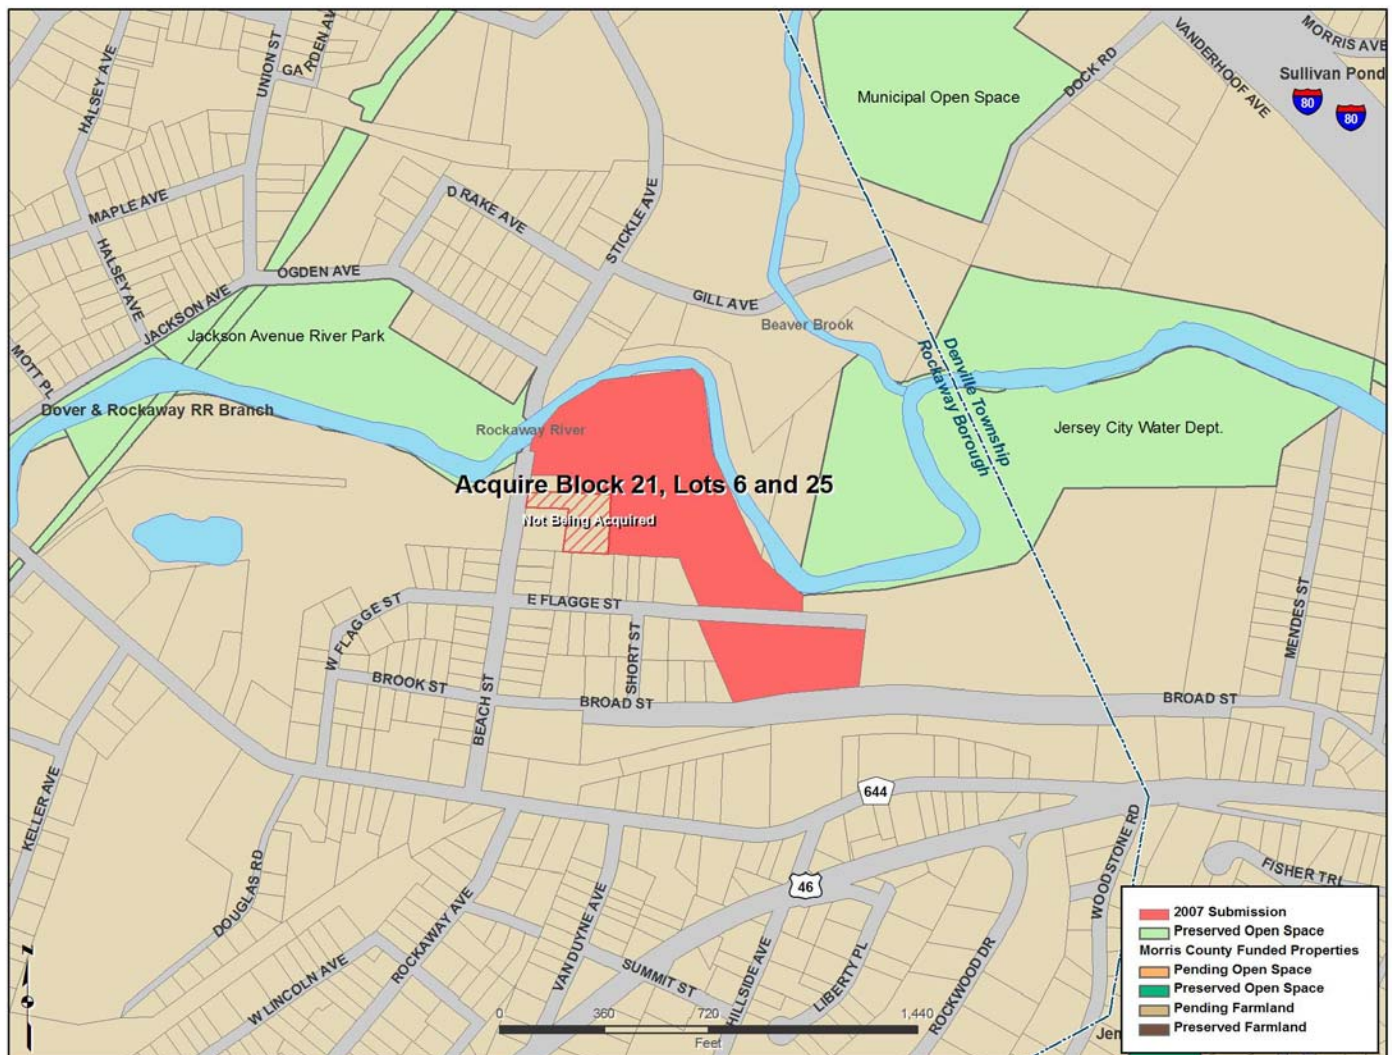 HALSEY AVE
UNION ST
GARDEN AV
STICKLE AVE
Municipal Open Space
DOCK RD
VANDERHOOF AVE
MORRIS AVE
Sullivan Pond
80
80
MAPLE AVE
HALSEY AVE
D RAKE AVE
OGDEN AVE
JACKSON AVE
GILL AVE
Beaver Brook
Jackson Avenue River Park
MOTT PL
Dover & Rockaway RR Branch
Rockaway River
Denville Township
Rockaway Borough
Jersey City Water Dept.
Acquire Block 21, Lots 6 and 25
Not Being Acquired
W FLAGGE ST
E FLAGGE ST
SHORT ST
MENDES ST
BROOK ST
BEACH ST
BROAD ST
BROAD ST
KELLER AVE
644
46
WOODSTONE RD
FISHER TRL
DOUGLAS RD
ROCKAWAY AVE
VAN DUYNE AVE
W LINCOLN AVE
SUMMIT ST
HILLSIDE AVE
LIBERTY PL
ROCKWOOD DR
2007 Submission
Preserved Open Space
Morris County Funded Properties
Pending Open Space
Preserved Open Space
Pending Farmland
Preserved Farmland
Jen
z
0 360 720 1,440
Feet